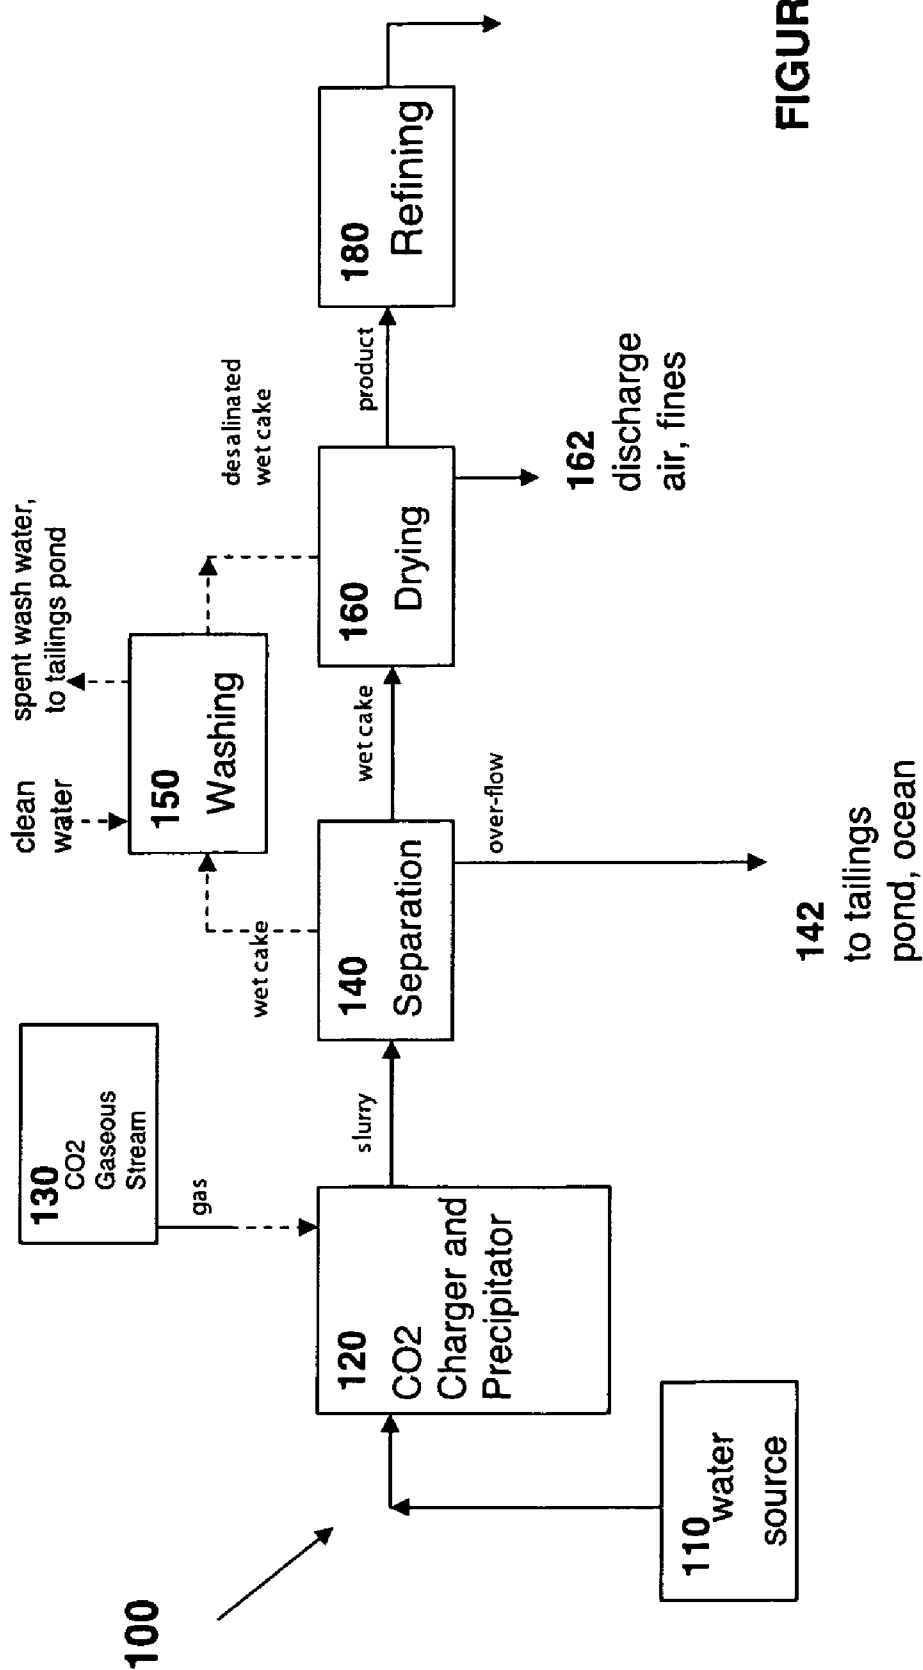 100
110 water
source
120
CO2
Charger and
Precipitator
130
CO2
Gaseous
Stream
gas
slurry
140
Separation
wet cake
wet cake
over-flow
142
to tailings
pond, ocean
clean
water
spent wash water,
to tailings pond
150
Washing
desalinated
wet cake
160
Drying
162
discharge
air, fines
product
180
Refining